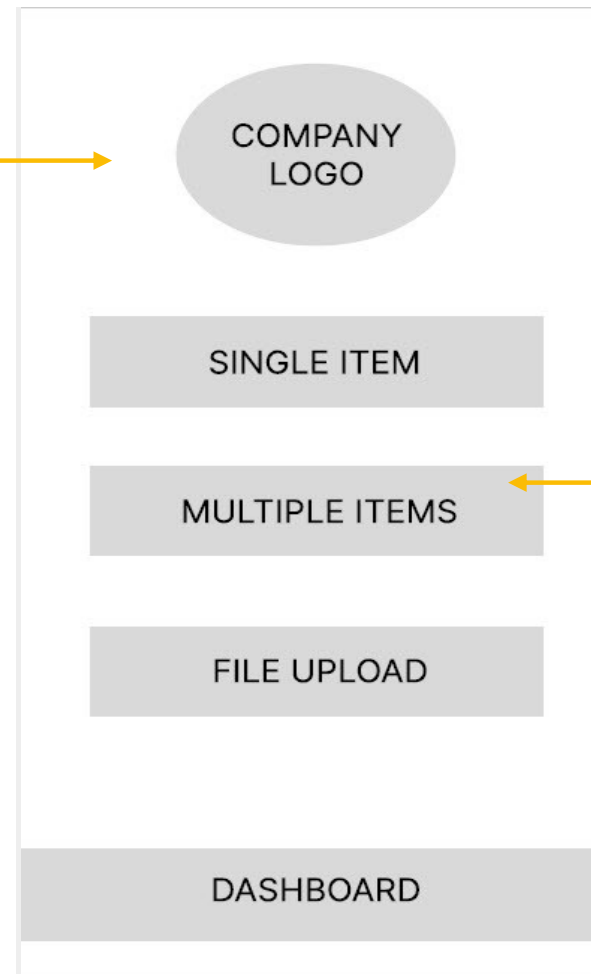 COMPANY
LOGO
SINGLE ITEM
MULTIPLE ITEMS
FILE UPLOAD
DASHBOARD